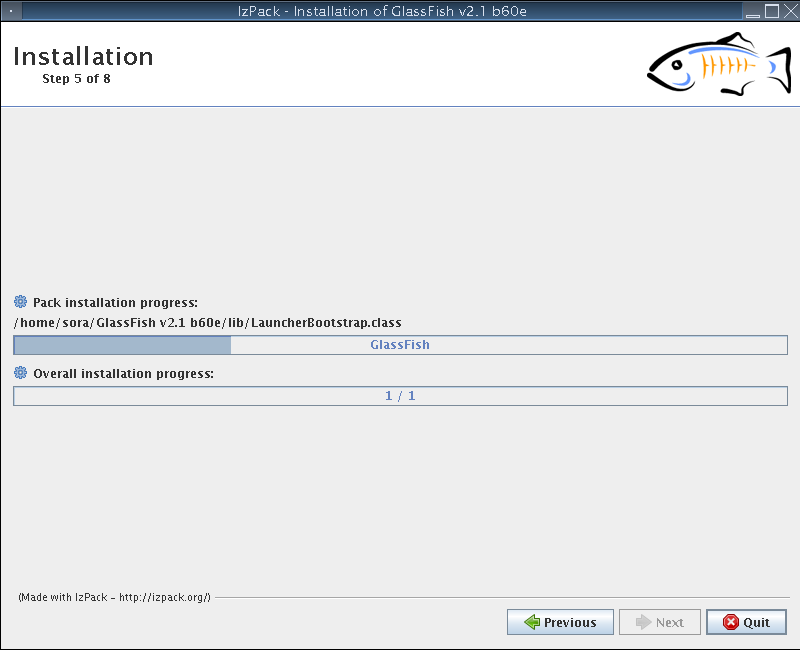 IzPack - Installation of GlassFish v2.1 b60e
Installation
Step 5 of 8
Pack installation progress:
/home/sora/GlassFish v2.1 b60e/lib/LauncherBootstrap.class
GlassFish
Overall installation progress:
1 / 1
(Made with IzPack - http://izpack.org/)
Previous Next Quit